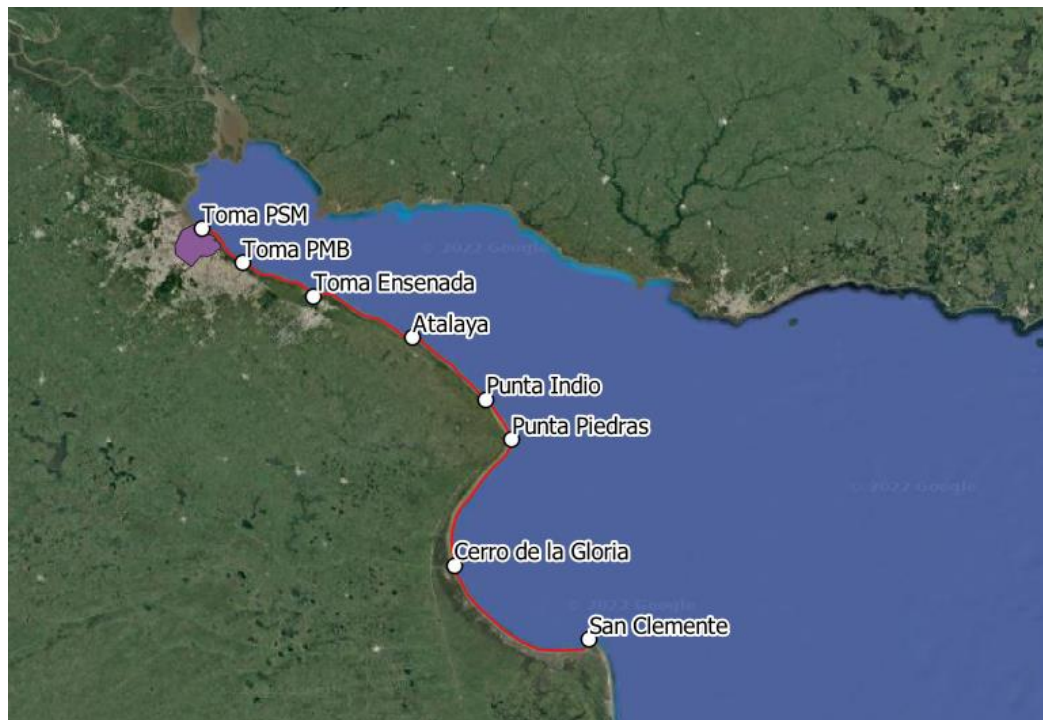 Toma PSM
Toma PMB
© 2022 Google
Toma Ensenada
Atalaya
Punta Indio
Punta Piedras
© 2022 Google
Cerro de la Gloria
© 2022 Google
San Clemente